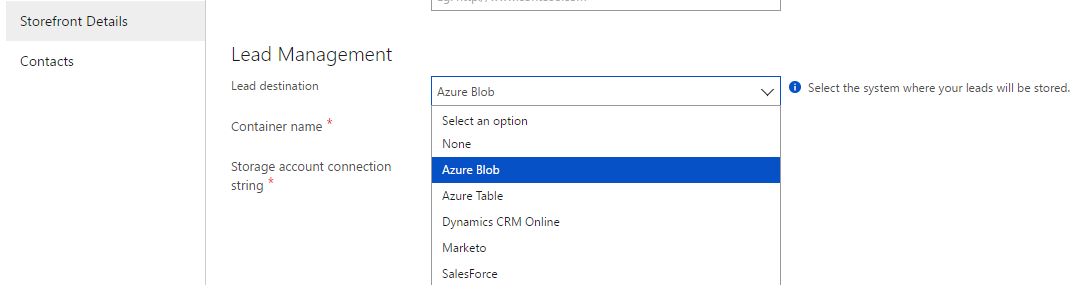 Storefront Details
Contacts
Lead Management
Lead destination
Azure Blob
Select the system where your leads will be stored.
Container name *
Storage account connection
string *
Select an option
None
Azure Blob
Azure Table
Dynamics CRM Online
Marketo
SalesForce